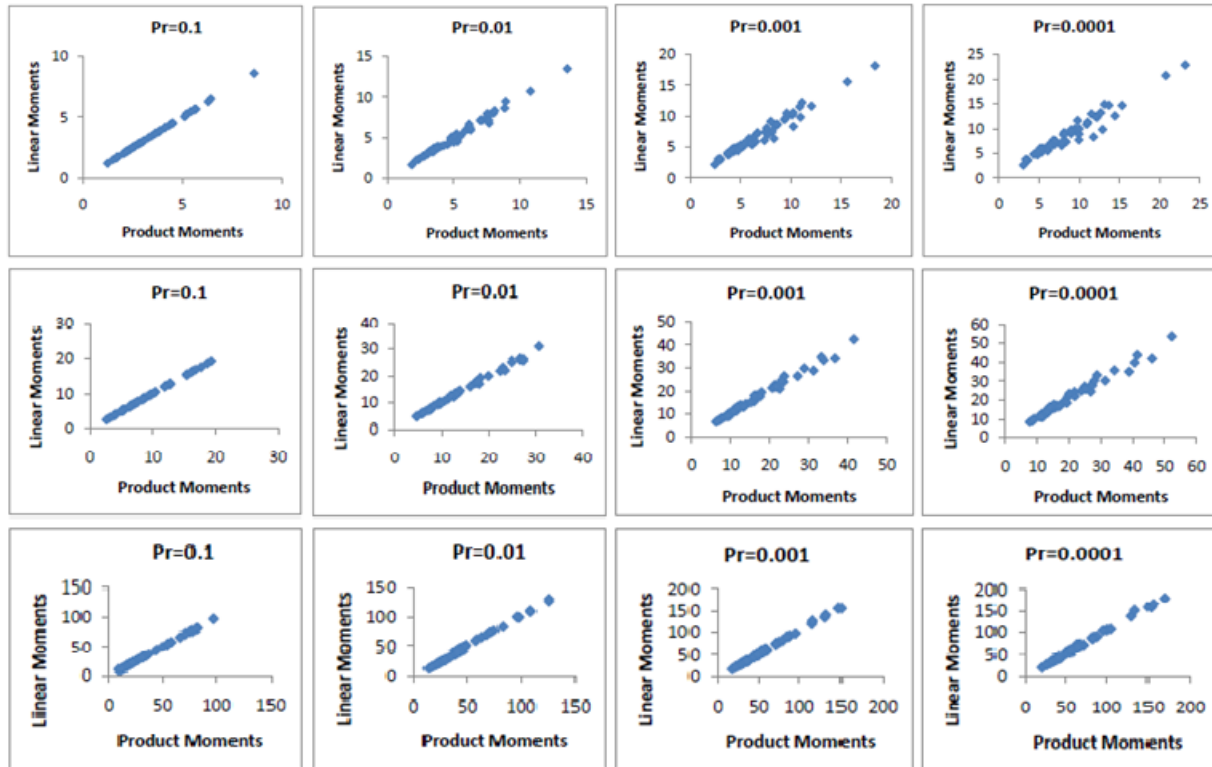 Pr=0.1
Linear Moments
10
5
0
0 5 10
Product Moments
Pr=0.01
Linear Moments
15
10
5
0
0 5 10 15
Product Moments
Pr=0.001
Linear Moments
20
15
10
5
0
0 5 10 15 20
Product Moments
Pr=0.0001
Linear Moments
25
20
15
10
5
0
0 5 10 15 20 25
Product Moments
Pr=0.1
Linear Moments
30
20
10
0
0 10 20 30
Product Moments
Pr=0.01
Linear Moments
40
30
20
10
0
0 10 20 30 40
Product Moments
Pr=0.001
Linear Moments
50
40
30
20
10
0
0 10 20 30 40 50
Product Moments
Pr=0.0001
Linear Moments
60
50
40
30
20
10
0
0 10 20 30 40 50 60
Product Moments
Pr=0.1
Linear Moments
150
100
50
0
0 50 100 150
Product Moments
Pr=0.01
Linear Moments
150
100
50
0
0 50 100 150
Product Moments
Pr=0.001
Linear Moments
200
150
100
50
0
0 50 100 150 200
Product Moments
Pr=0.0001
Linear Moments
200
150
100
50
0
0 50 100 150 200
Product Moments